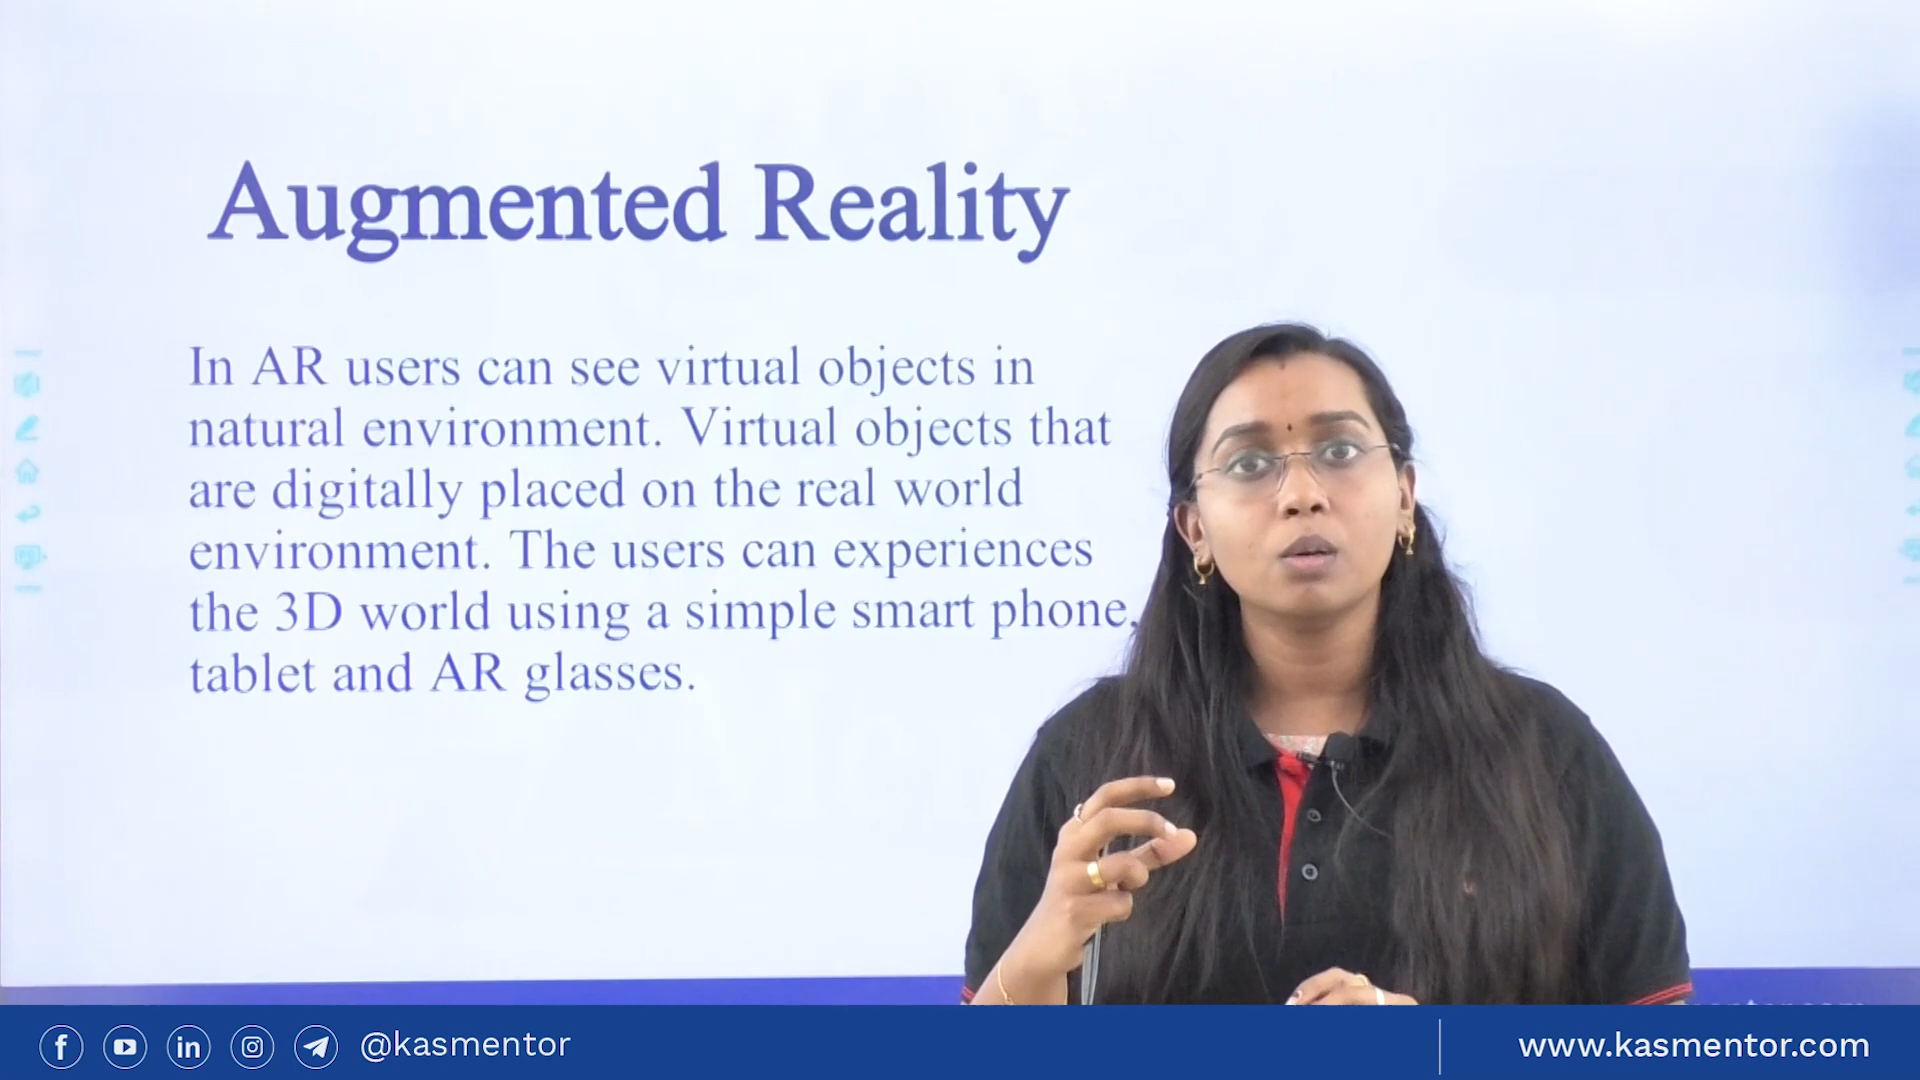 Augmented Reality
In AR users can see virtual objects in
natural environment. Virtual objects that
are digitally placed on the real world
environment. The users can experiences
the 3D world using a simple smart phone,
tablet and AR glasses.
@kasmentor
www.kasmentor.com